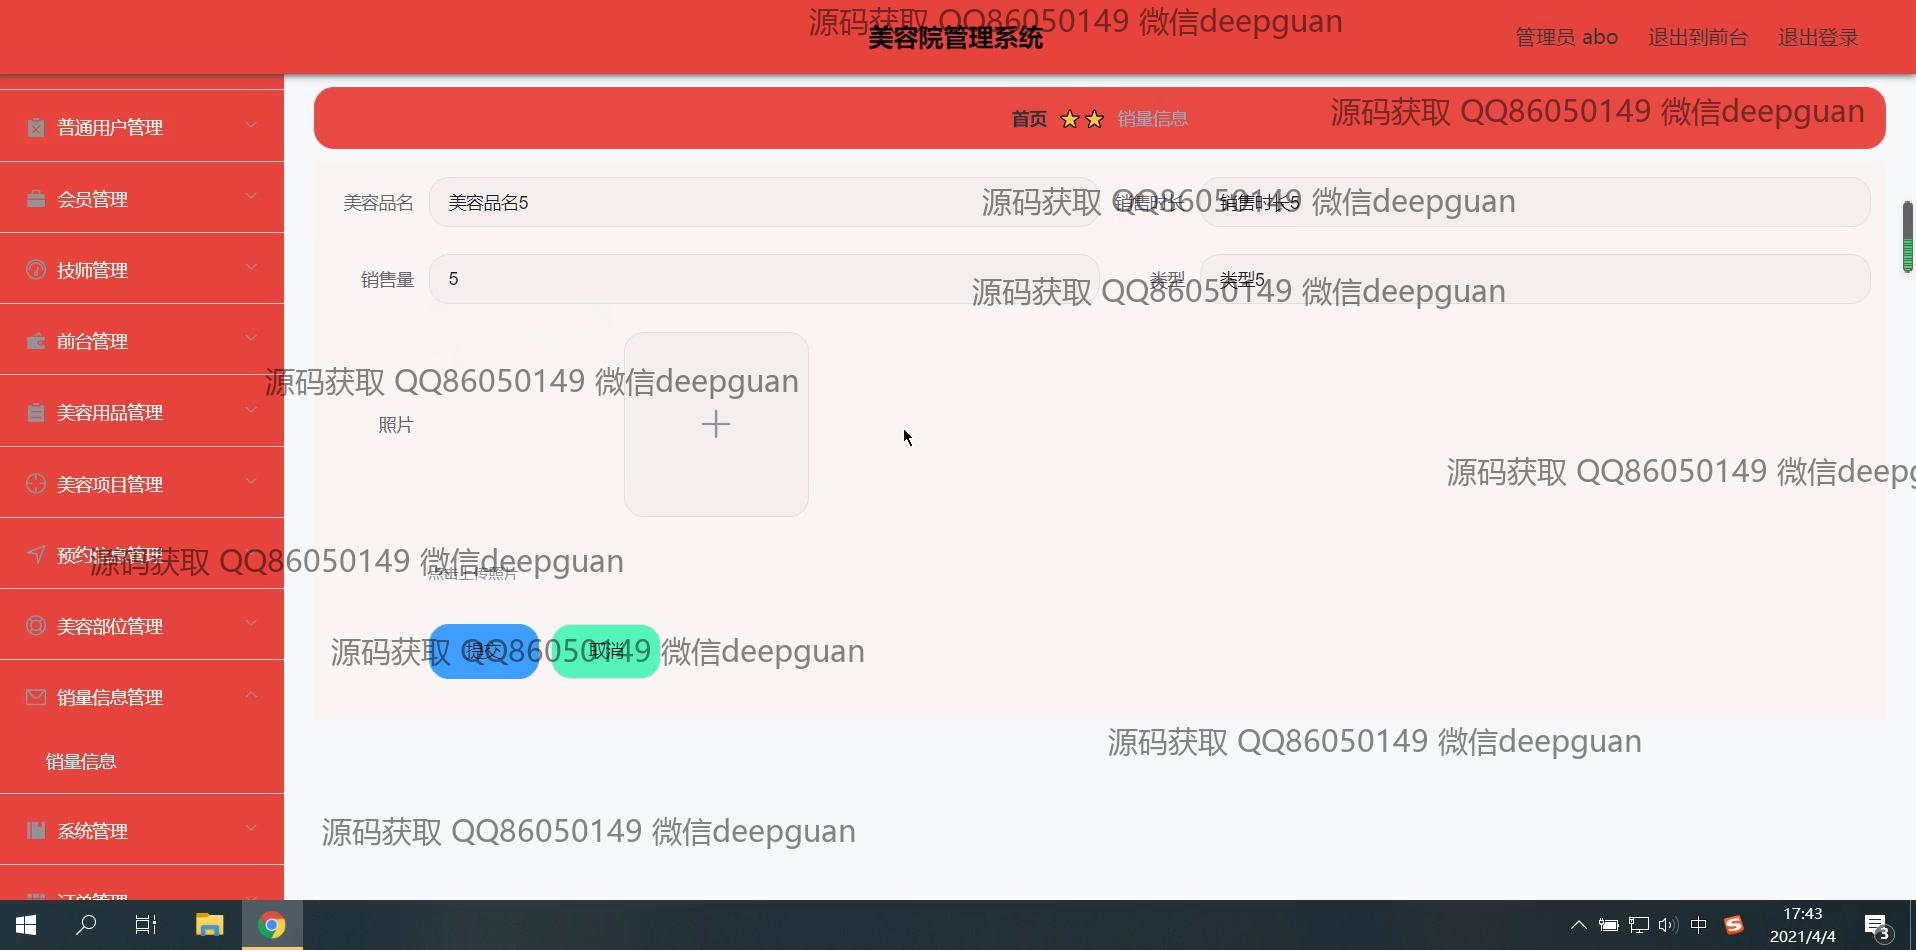 源码获取 QQ86050149 微信deepguan
美容院管理系统
管理员 abo 退出到前台 退出登录
首页 销量信息
源码获取 QQ86050149 微信deepguan
普通用户管理
会员管理
技师管理
前台管理
美容用品管理
美容项目管理
预约信息管理
美容部位管理
销量信息管理
销量信息
系统管理
订单管理
美容品名 美容品名5 销售时长 销售时长5
源码获取 QQ86050149 微信deepguan
销售量 5 类型 类型5
源码获取 QQ86050149 微信deepguan
源码获取 QQ86050149 微信deepguan
照片
源码获取 QQ86050149 微信deepg
源码获取 QQ86050149 微信deepguan
点击上传照片
提交 取消
源码获取 QQ86050149 微信deepguan
源码获取 QQ86050149 微信deepguan
源码获取 QQ86050149 微信deepguan
中
17:43
2021/4/4
3